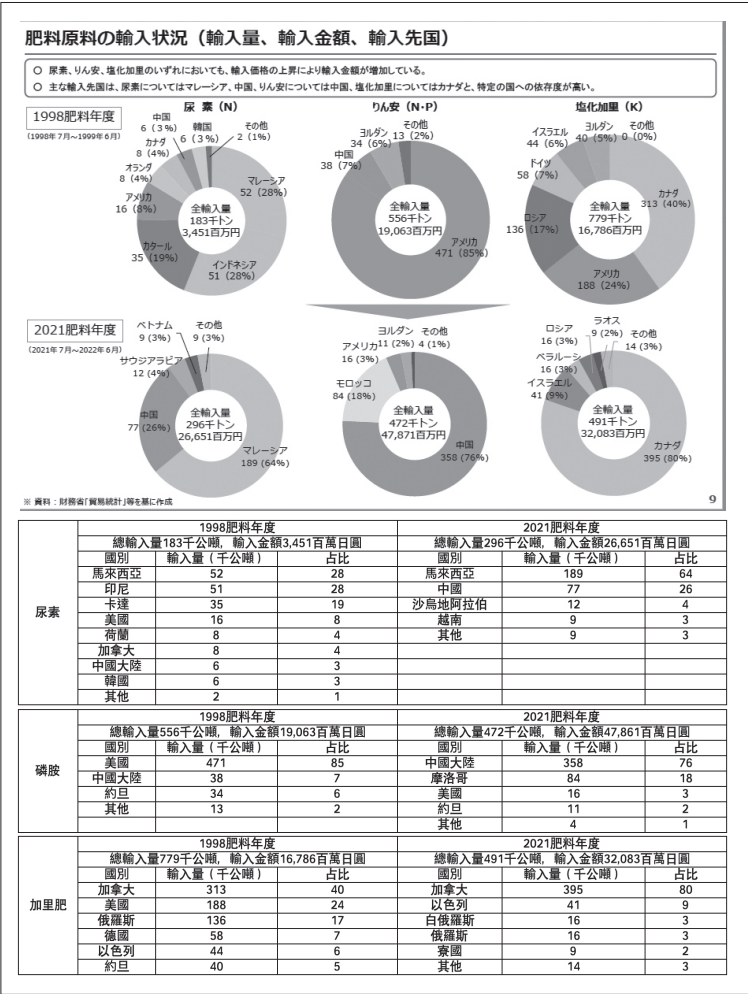 肥料原料の輸入状況（輸入量、輸入金額、輸入先国）
○ 尿素、りん安、塩化加里のいずれにおいても、輸入価格の上昇により輸入金額が増加している。
○ 主な輸入先国は、尿素についてはマレーシア、中国、りん安については中国、塩化加里についてはカナダと、特定の国への依存度が高い。
1998肥料年度
(1998年7月～1999年6月)
尿 素（N）
マレーシア
52 (28%)
インドネシア
51 (28%)
カタール
35 (19%)
アメリカ
16 (8%)
オランダ
8 (4%)
カナダ
8 (4%)
中国
6 (3%)
韓国
6 (3%)
その他
2 (1%)
全輸入量
183千トン
3,451百万円
りん安（N・P）
アメリカ
471 (85%)
中国
38 (7%)
ヨルダン
34 (6%)
その他
13 (2%)
全輸入量
556千トン
19,063百万円
塩化加里（K）
カナダ
313 (40%)
アメリカ
188 (24%)
ロシア
136 (17%)
ドイツ
58 (7%)
イスラエル
44 (6%)
ヨルダン
40 (5%)
その他
0 (0%)
全輸入量
779千トン
16,786百万円
2021肥料年度
(2021年7月～2022年6月)
マレーシア
189 (64%)
中国
77 (26%)
サウジアラビア
12 (4%)
ベトナム
9 (3%)
その他
9 (3%)
全輸入量
296千トン
26,651百万円
中国
358 (76%)
モロッコ
84 (18%)
アメリカ
16 (3%)
ヨルダン
11 (2%)
その他
4 (1%)
全輸入量
472千トン
47,871百万円
カナダ
395 (80%)
イスラエル
41 (9%)
ベラルーシ
16 (3%)
ロシア
16 (3%)
ラオス
9 (2%)
その他
14 (3%)
全輸入量
491千トン
32,083百万円
※ 資料：財務省「貿易統計」等を基に作成
9
尿素
1998肥料年度 2021肥料年度
總輸入量183千公噸，輸入金額3,451百萬日圓 總輸入量296千公噸，輸入金額26,651百萬日圓
國別 輸入量（千公噸） 占比 國別 輸入量（千公噸） 占比
馬來西亞 52 28 馬來西亞 189 64
印尼 51 28 中國 77 26
卡達 35 19 沙烏地阿拉伯 12 4
美國 16 8 越南 9 3
荷蘭 8 4 其他 9 3
加拿大 8 4
中國大陸 6 3
韓國 6 3
其他 2 1
磷胺
1998肥料年度 2021肥料年度
總輸入量556千公噸，輸入金額19,063百萬日圓 總輸入量472千公噸，輸入金額47,861百萬日圓
國別 輸入量（千公噸） 占比 國別 輸入量（千公噸） 占比
美國 471 85 中國大陸 358 76
中國大陸 38 7 摩洛哥 84 18
約旦 34 6 美國 16 3
其他 13 2 約旦 11 2
其他 4 1
加里肥
1998肥料年度 2021肥料年度
總輸入量779千公噸，輸入金額16,786百萬日圓 總輸入量491千公噸，輸入金額32,083百萬日圓
國別 輸入量（千公噸） 占比 國別 輸入量（千公噸） 占比
加拿大 313 40 加拿大 395 80
美國 188 24 以色列 41 9
俄羅斯 136 17 白俄羅斯 16 3
德國 58 7 俄羅斯 16 3
以色列 44 6 寮國 9 2
約旦 40 5 其他 14 3